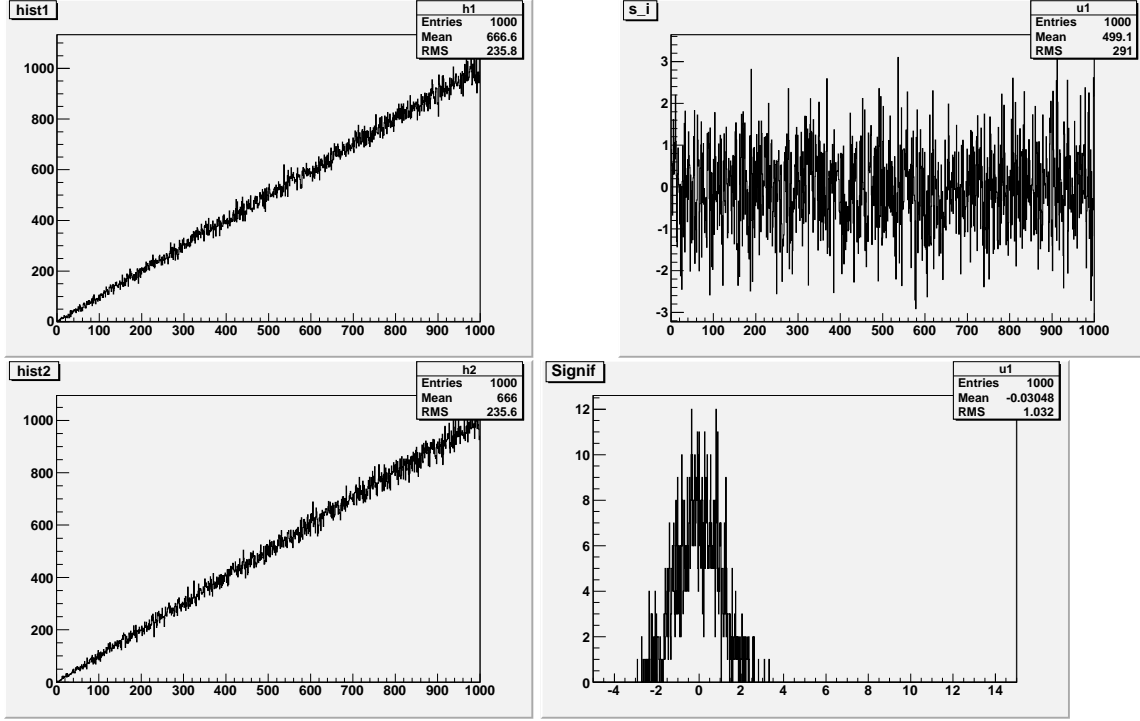 hist1
h1
Entries 1000
Mean 666.6
RMS 235.8
1000
800
600
400
200
0
0 100 200 300 400 500 600 700 800 900 1000
s_i
u1
Entries 1000
Mean 499.1
RMS 291
3
2
1
0
-1
-2
-3
0 100 200 300 400 500 600 700 800 900 1000
hist2
h2
Entries 1000
Mean 666
RMS 235.6
1000
800
600
400
200
0
0 100 200 300 400 500 600 700 800 900 1000
Signif
u1
Entries 1000
Mean -0.03048
RMS 1.032
12
10
8
6
4
2
0
-4 -2 0 2 4 6 8 10 12 14